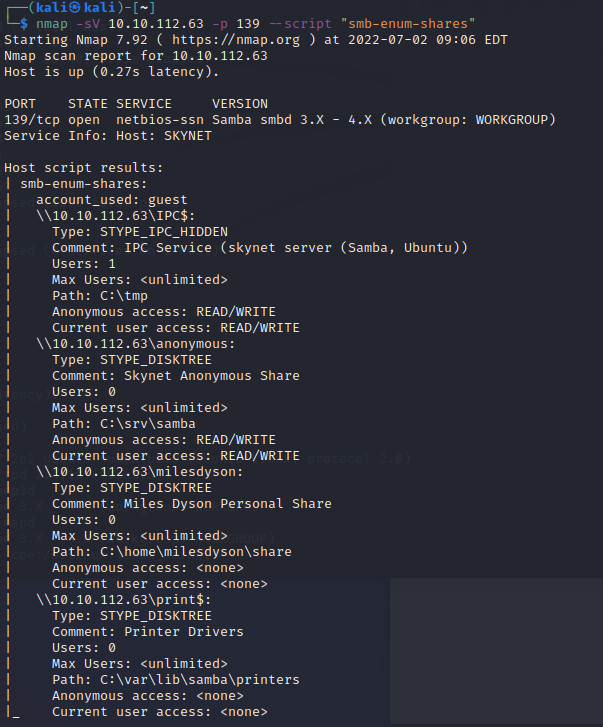 ┌──(kali㉿kali)-[~]
└─$ nmap -sV 10.10.112.63 -p 139 --script "smb-enum-shares"
Starting Nmap 7.92 ( https://nmap.org ) at 2022-07-02 09:06 EDT
Nmap scan report for 10.10.112.63
Host is up (0.27s latency).

PORT    STATE SERVICE     VERSION
139/tcp open  netbios-ssn Samba smbd 3.X - 4.X (workgroup: WORKGROUP)
Service Info: Host: SKYNET

Host script results:
| smb-enum-shares:
|   account_used: guest
|   \\10.10.112.63\IPC$:
|     Type: STYPE_IPC_HIDDEN
|     Comment: IPC Service (skynet server (Samba, Ubuntu))
|     Users: 1
|     Max Users: <unlimited>
|     Path: C:\tmp
|     Anonymous access: READ/WRITE
|     Current user access: READ/WRITE
|   \\10.10.112.63\anonymous:
|     Type: STYPE_DISKTREE
|     Comment: Skynet Anonymous Share
|     Users: 0
|     Max Users: <unlimited>
|     Path: C:\srv\samba
|     Anonymous access: READ/WRITE
|     Current user access: READ/WRITE
|   \\10.10.112.63\milesdyson:
|     Type: STYPE_DISKTREE
|     Comment: Miles Dyson Personal Share
|     Users: 0
|     Max Users: <unlimited>
|     Path: C:\home\milesdyson\share
|     Anonymous access: <none>
|     Current user access: <none>
|   \\10.10.112.63\print$:
|     Type: STYPE_DISKTREE
|     Comment: Printer Drivers
|     Users: 0
|     Max Users: <unlimited>
|     Path: C:\var\lib\samba\printers
|     Anonymous access: <none>
|_    Current user access: <none>